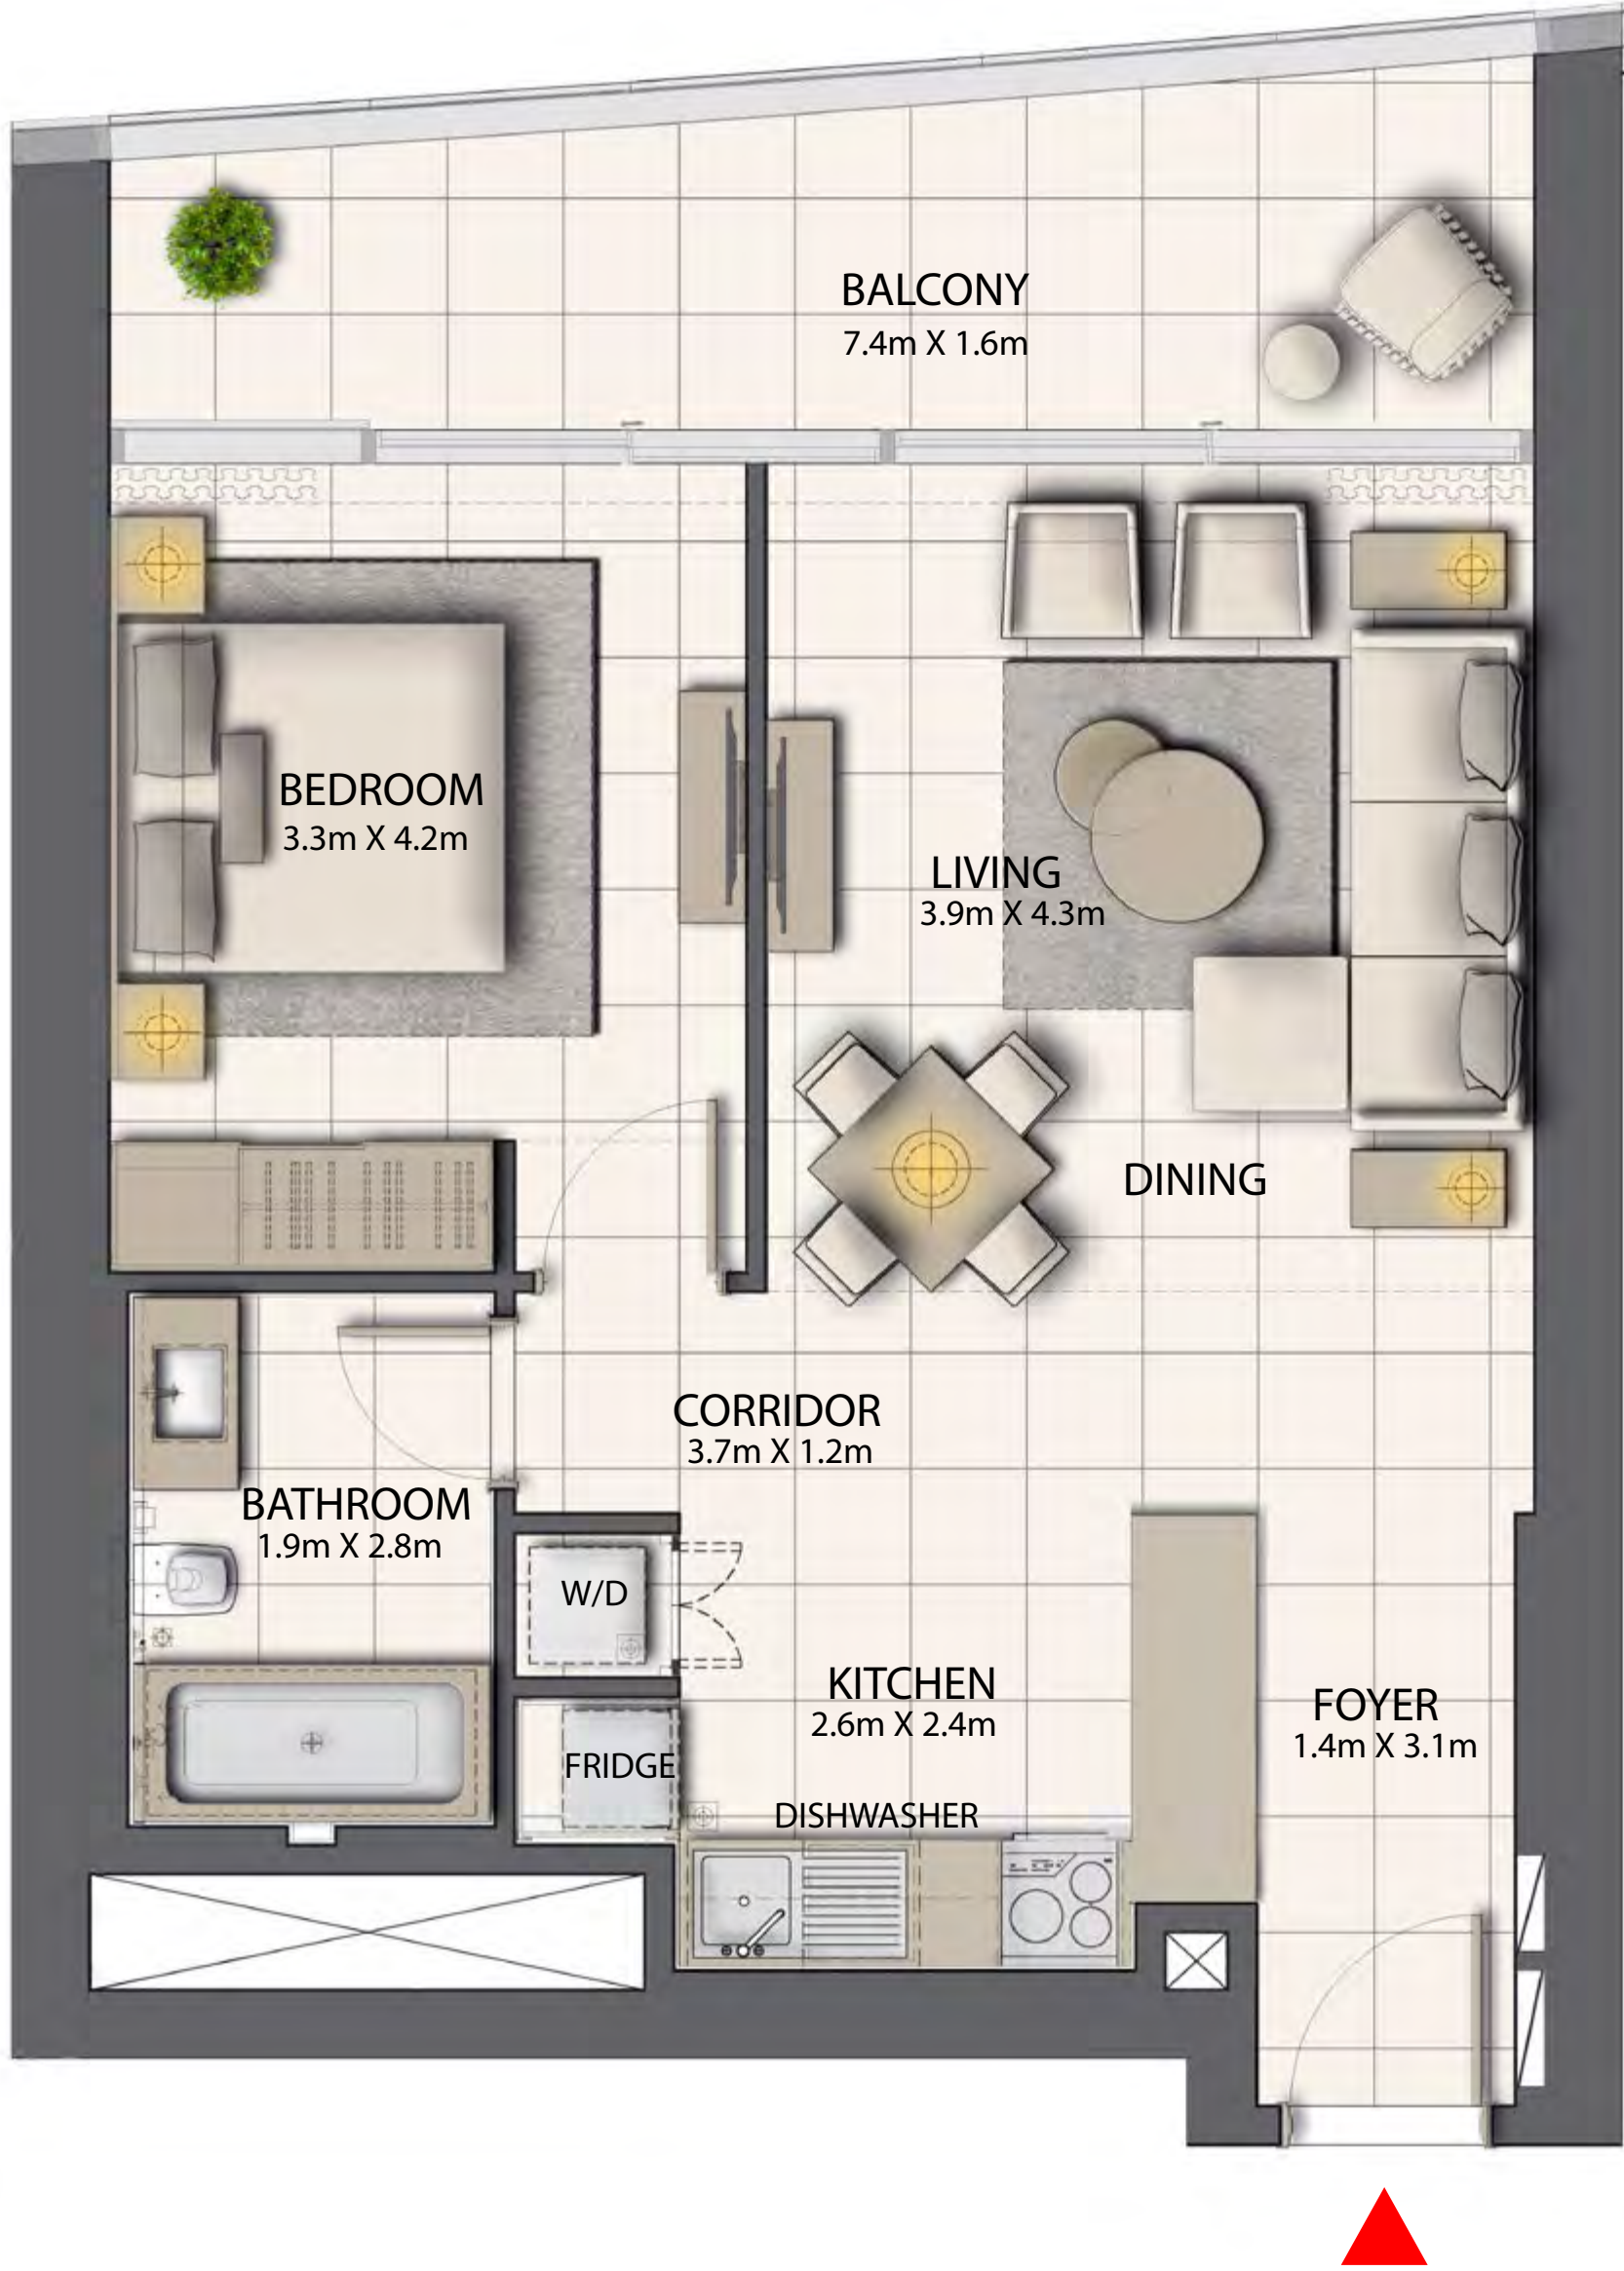 BALCONY
7.4m X 1.6m
BEDROOM
3.3m X 4.2m
LIVING
3.9m X 4.3m
DINING
CORRIDOR
3.7m X 1.2m
BATHROOM
1.9m X 2.8m
W/D
KITCHEN
2.6m X 2.4m
FOYER
1.4m X 3.1m
FRIDGE
DISHWASHER